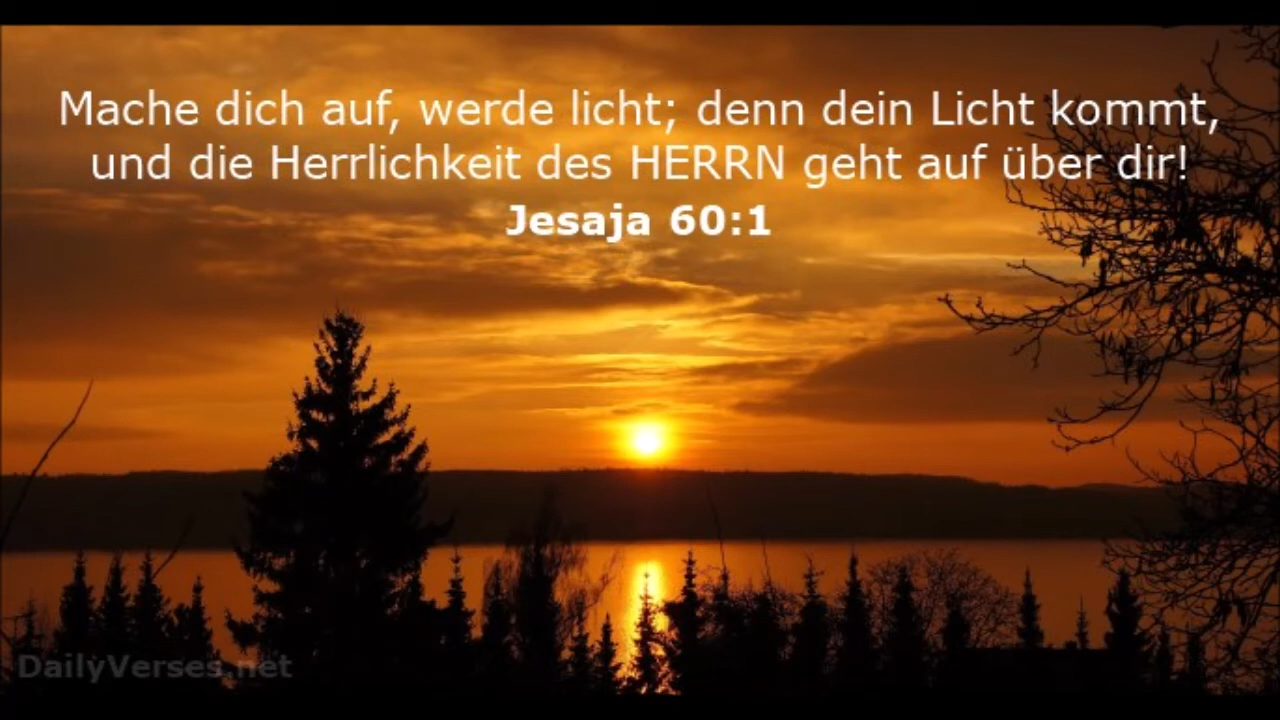 Mache dich auf, werde licht; denn dein Licht kommt,
und die Herrlichkeit des HERRN geht auf über dir!
Jesaja 60:1
DailyVerses.net